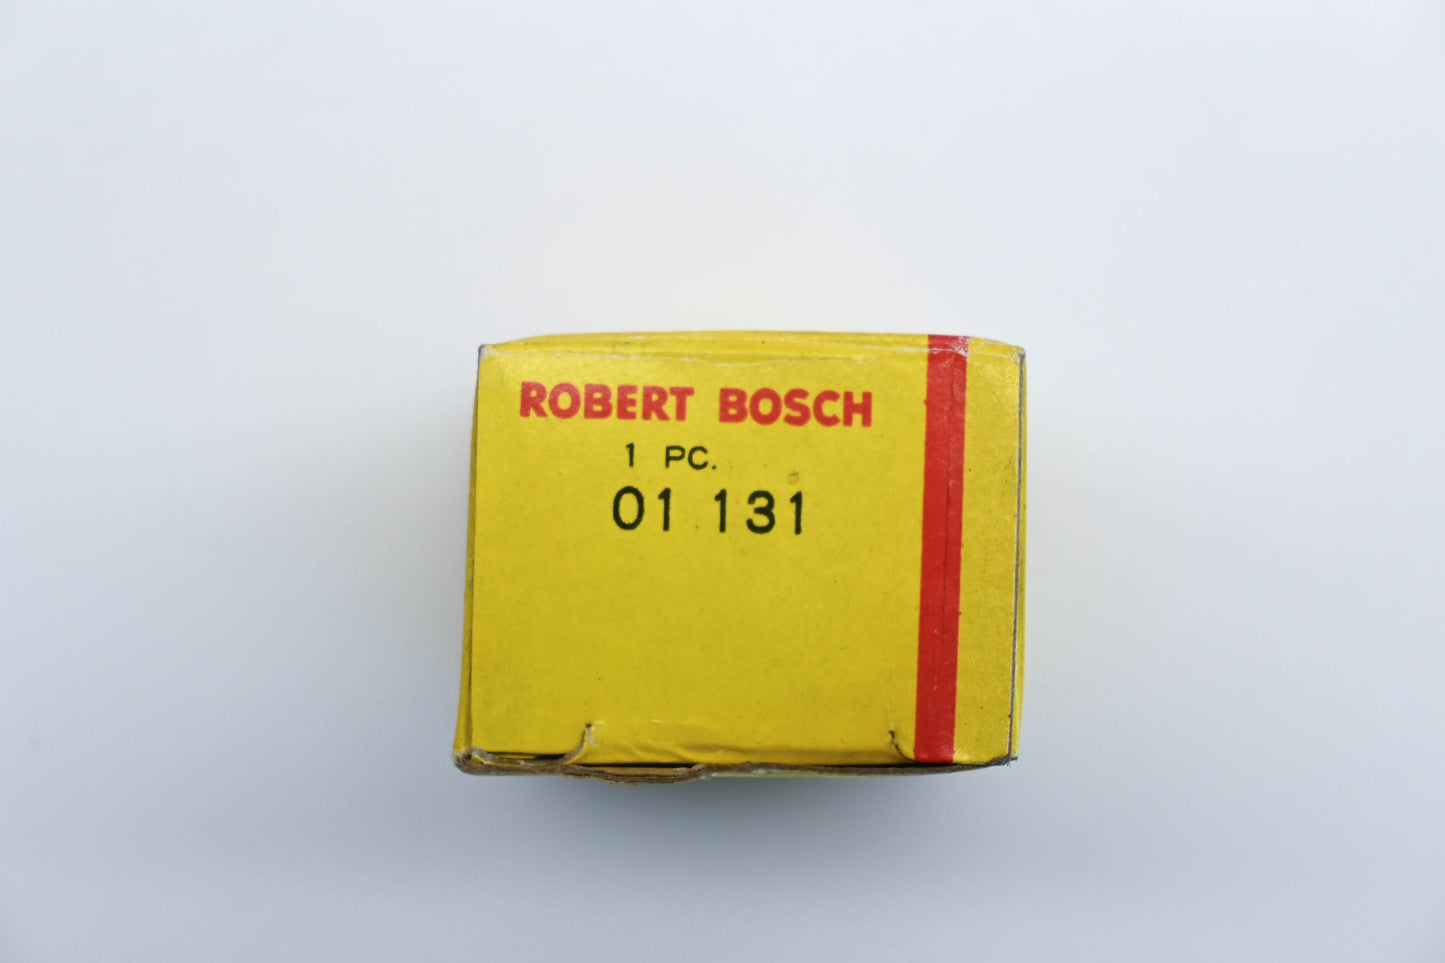 ROBERT BOSCH
1 PC.
01 131